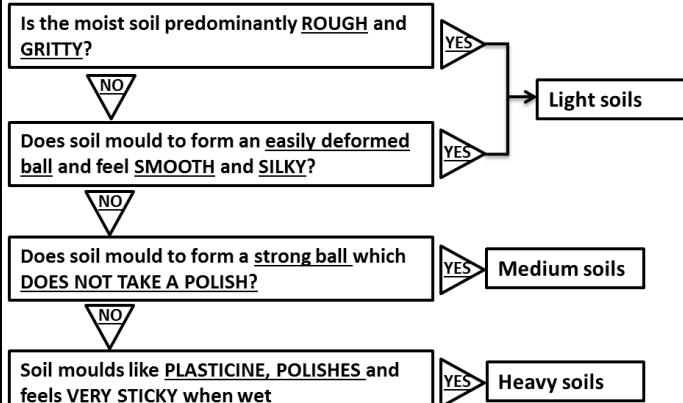 Is the moist soil predominantly ROUGH and
GRITTY?
YES
NO
Light soils
Does soil mould to form an easily deformed
ball and feel SMOOTH and SILKY?
YES
NO
Does soil mould to form a strong ball which
DOES NOT TAKE A POLISH?
YES
Medium soils
NO
Soil moulds like PLASTICINE, POLISHES and
feels VERY STICKY when wet
YES
Heavy soils